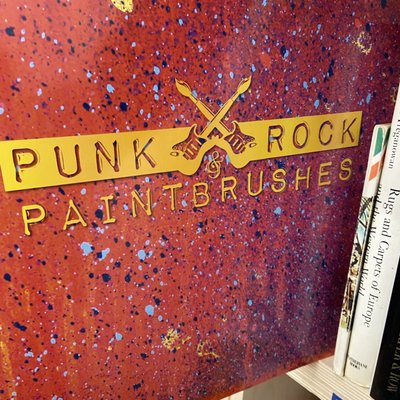 PUNK ROCK
&
PAINTBRUSHES
Rugs and Carpets of Europe